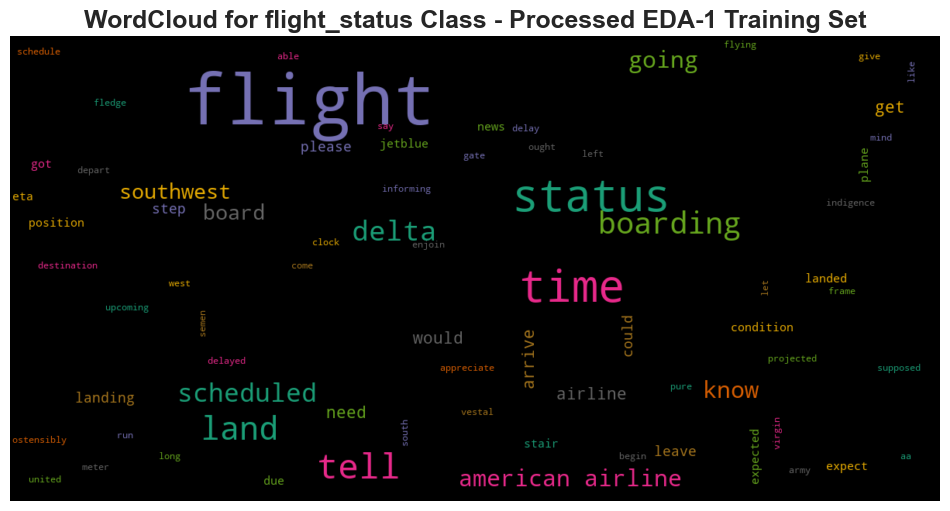 WordCloud for flight_status Class - Processed EDA-1 Training Set
schedule
able
flying
going
give
like
flight
fledge
get
say
news
delay
mind
please
jetblue
ought
gate
left
plane
got
depart
southwest
informing
status
eta
step
board
indigence
position
delta
boarding
clock
enjoin
destination
come
west
time
let
landed
frame
upcoming
semen
could
condition
would
arrive
delayed
appreciate
projected
supposed
scheduled
landing
airline
pure
know
need
vestal
land
south
virgin
ostensibly
run
stair
leave
expected
long
begin
aa
meter
tell
army
expect
united
due
american airline